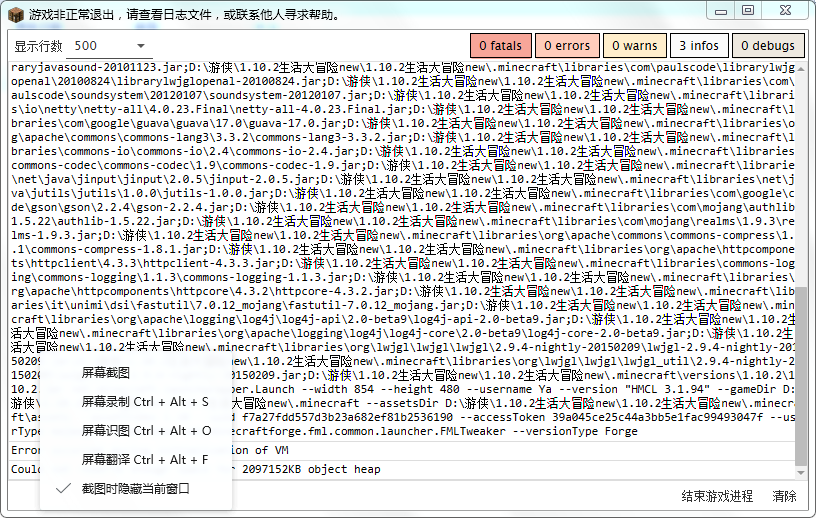 游戏非正常退出，请查看日志文件，或联系他人寻求帮助。
显示行数 500
0 fatals
0 errors
0 warns
3 infos
0 debugs
raryjavasound-20101123.jar;D:\游侠\1.10.2生活大冒险new\1.10.2生活大冒险new\.minecraft\libraries\com\paulscode\librarylwjg
openal\20100824\librarylwjglopenal-20100824.jar;D:\游侠\1.10.2生活大冒险new\1.10.2生活大冒险new\.minecraft\libraries\com\
aulscode\soundsystem\20120107\soundsystem-20120107.jar;D:\游侠\1.10.2生活大冒险new\1.10.2生活大冒险new\.minecraft\librari
s\io\netty\netty-all\4.0.23.Final\netty-all-4.0.23.Final.jar;D:\游侠\1.10.2生活大冒险new\1.10.2生活大冒险new\.minecraft\l
braries\com\google\guava\guava\17.0\guava-17.0.jar;D:\游侠\1.10.2生活大冒险new\1.10.2生活大冒险new\.minecraft\libraries\o
g\apache\commons\commons-lang3\3.3.2\commons-lang3-3.3.2.jar;D:\游侠\1.10.2生活大冒险new\1.10.2生活大冒险new\.minecraft\l
braries\commons-io\commons-io\2.4\commons-io-2.4.jar;D:\游侠\1.10.2生活大冒险new\1.10.2生活大冒险new\.minecraft\libraries
commons-codec\commons-codec\1.9\commons-codec-1.9.jar;D:\游侠\1.10.2生活大冒险new\1.10.2生活大冒险new\.minecraft\librarie
\net\java\jinput\jinput\2.0.5\jinput-2.0.5.jar;D:\游侠\1.10.2生活大冒险new\1.10.2生活大冒险new\.minecraft\libraries\net\j
va\jutils\jutils\1.0.0\jutils-1.0.0.jar;D:\游侠\1.10.2生活大冒险new\1.10.2生活大冒险new\.minecraft\libraries\com\google\c
de\gson\gson\2.2.4\gson-2.2.4.jar;D:\游侠\1.10.2生活大冒险new\1.10.2生活大冒险new\.minecraft\libraries\com\mojang\authlib
1.5.22\authlib-1.5.22.jar;D:\游侠\1.10.2生活大冒险new\1.10.2生活大冒险new\.minecraft\libraries\com\mojang\realms\1.9.3\re
lms-1.9.3.jar;D:\游侠\1.10.2生活大冒险new\1.10.2生活大冒险new\.minecraft\libraries\org\apache\commons\commons-compress\1.
.1\commons-compress-1.8.1.jar;D:\游侠\1.10.2生活大冒险new\1.10.2生活大冒险new\.minecraft\libraries\org\apache\httpcompone
ts\httpclient\4.3.3\httpclient-4.3.3.jar;D:\游侠\1.10.2生活大冒险new\1.10.2生活大冒险new\.minecraft\libraries\commons-log
ing\commons-logging\1.1.3\commons-logging-1.1.3.jar;D:\游侠\1.10.2生活大冒险new\1.10.2生活大冒险new\.minecraft\libraries\
rg\apache\httpcomponents\httpcore\4.3.2\httpcore-4.3.2.jar;D:\游侠\1.10.2生活大冒险new\1.10.2生活大冒险new\.minecraft\lib
aries\it\unimi\dsi\fastutil\7.0.12_mojang\fastutil-7.0.12_mojang.jar;D:\游侠\1.10.2生活大冒险new\1.10.2生活大冒险new\.min
craft\libraries\org\apache\logging\log4j\log4j-api\2.0-beta9\log4j-api-2.0-beta9.jar;D:\游侠\1.10.2生活大冒险new\1.10.2生
活大冒险new\.minecraft\libraries\org\apache\logging\log4j\log4j-core\2.0-beta9\log4j-core-2.0-beta9.jar;D:\游侠\1.10.2生
活大冒险new\1.10.2生活大冒险new\.minecraft\libraries\org\lwjgl\lwjgl\lwjgl\2.9.4-nightly-20150209\lwjgl-2.9.4-nightly-201
50209 new\1.10.2生活大冒险new\.minecraft\libraries\org\lwjgl\lwjgl\lwjgl_util\2.9.4-nightly-2
15020 20150209.jar;D:\游侠\1.10.2生活大冒险new\1.10.2生活大冒险new\.minecraft\versions\1.10.2\1
10.2. per.Launch --width 854 --height 480 --username Ya --version "HMCL 3.1.94" --gameDir D:
游侠 new\.minecraft --assetsDir D:\游侠\1.10.2生活大冒险new\1.10.2生活大冒险new\.minecra
ft\as d f7a27fdd557d3b23a682ef81b2536190 --accessToken 39a045ce25c44a3bb5e1fac99493047f --us
rTyp ecraftforge.fml.common.launcher.FMLTweaker --versionType Forge
Error tion of VM
Could r 2097152KB object heap
屏幕截图
屏幕录制 Ctrl + Alt + S
屏幕识图 Ctrl + Alt + O
屏幕翻译 Ctrl + Alt + F
截图时隐藏当前窗口
结束游戏进程
清除